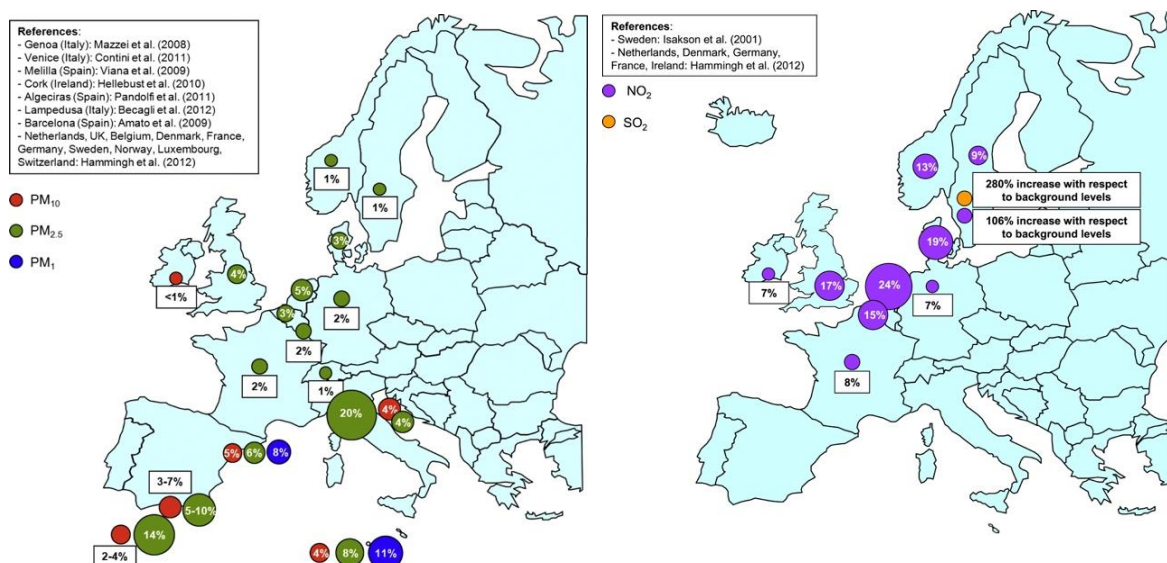 References:
- Genoa (Italy): Mazzei et al. (2008)
- Venice (Italy): Contini et al. (2011)
- Melilla (Spain): Viana et al. (2009)
- Cork (Ireland): Hellebust et al. (2010)
- Algeciras (Spain): Pandolfi et al. (2011)
- Lampedusa (Italy): Becagli et al. (2012)
- Barcelona (Spain): Amato et al. (2009)
- Netherlands, UK, Belgium, Denmark, France,
Germany, Sweden, Norway, Luxembourg,
Switzerland: Hammingh et al. (2012)
PM₁₀
PM₂.₅
PM₁
1%
1%
3%
4%
<1%
5%
3%
2%
2%
2%
1%
20%
4%
4%
5%
6%
8%
3-7%
5-10%
14%
2-4%
4%
8%
11%
References:
- Sweden: Isakson et al. (2001)
- Netherlands, Denmark, Germany,
France, Ireland: Hammingh et al. (2012)
NO₂
SO₂
13%
9%
280% increase with respect
to background levels
106% increase with respect
to background levels
19%
7%
17%
24%
7%
15%
8%